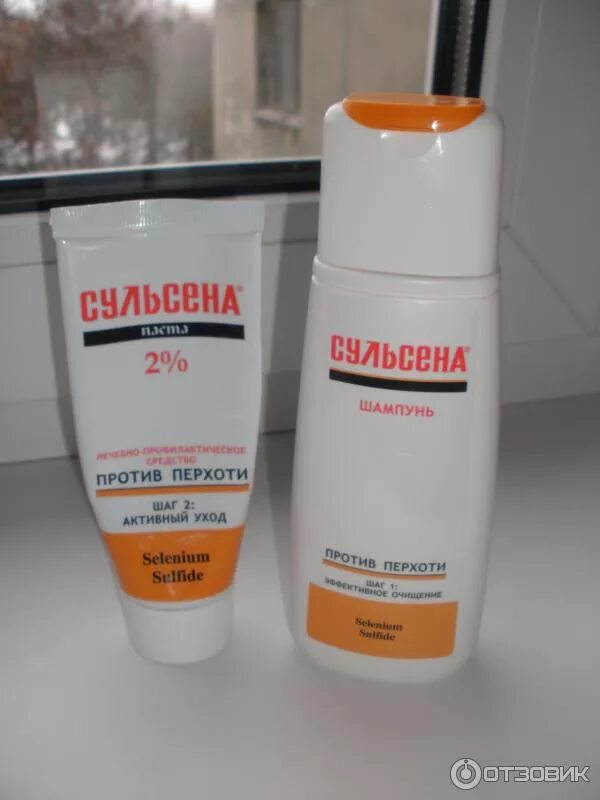 СУЛЬСЕНА®
паста
2%
ЛЕЧЕБНО-ПРОФИЛАКТИЧЕСКОЕ
СРЕДСТВО
ПРОТИВ ПЕРХОТИ
ШАГ 2:
АКТИВНЫЙ УХОД
Selenium
Sulfide
СУЛЬСЕНА®
ШАМПУНЬ
ПРОТИВ ПЕРХОТИ
ШАГ 1:
ЭФФЕКТИВНОЕ ОЧИЩЕНИЕ
Selenium
Sulfide
ОТЗОВИК